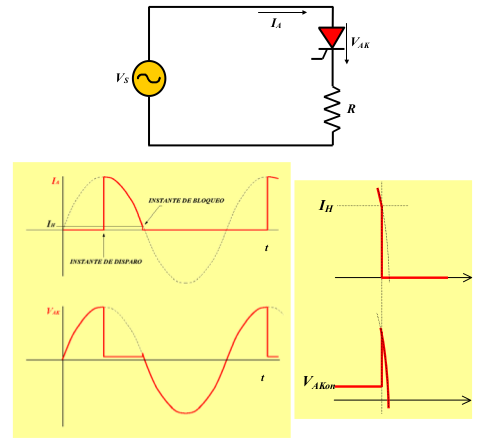 I_A
V_AK
V_S
R
I_A
INSTANTE DE BLOQUEO
I_H
INSTANTE DE DISPARO
t
V_AK
t
I_H
V_AKon